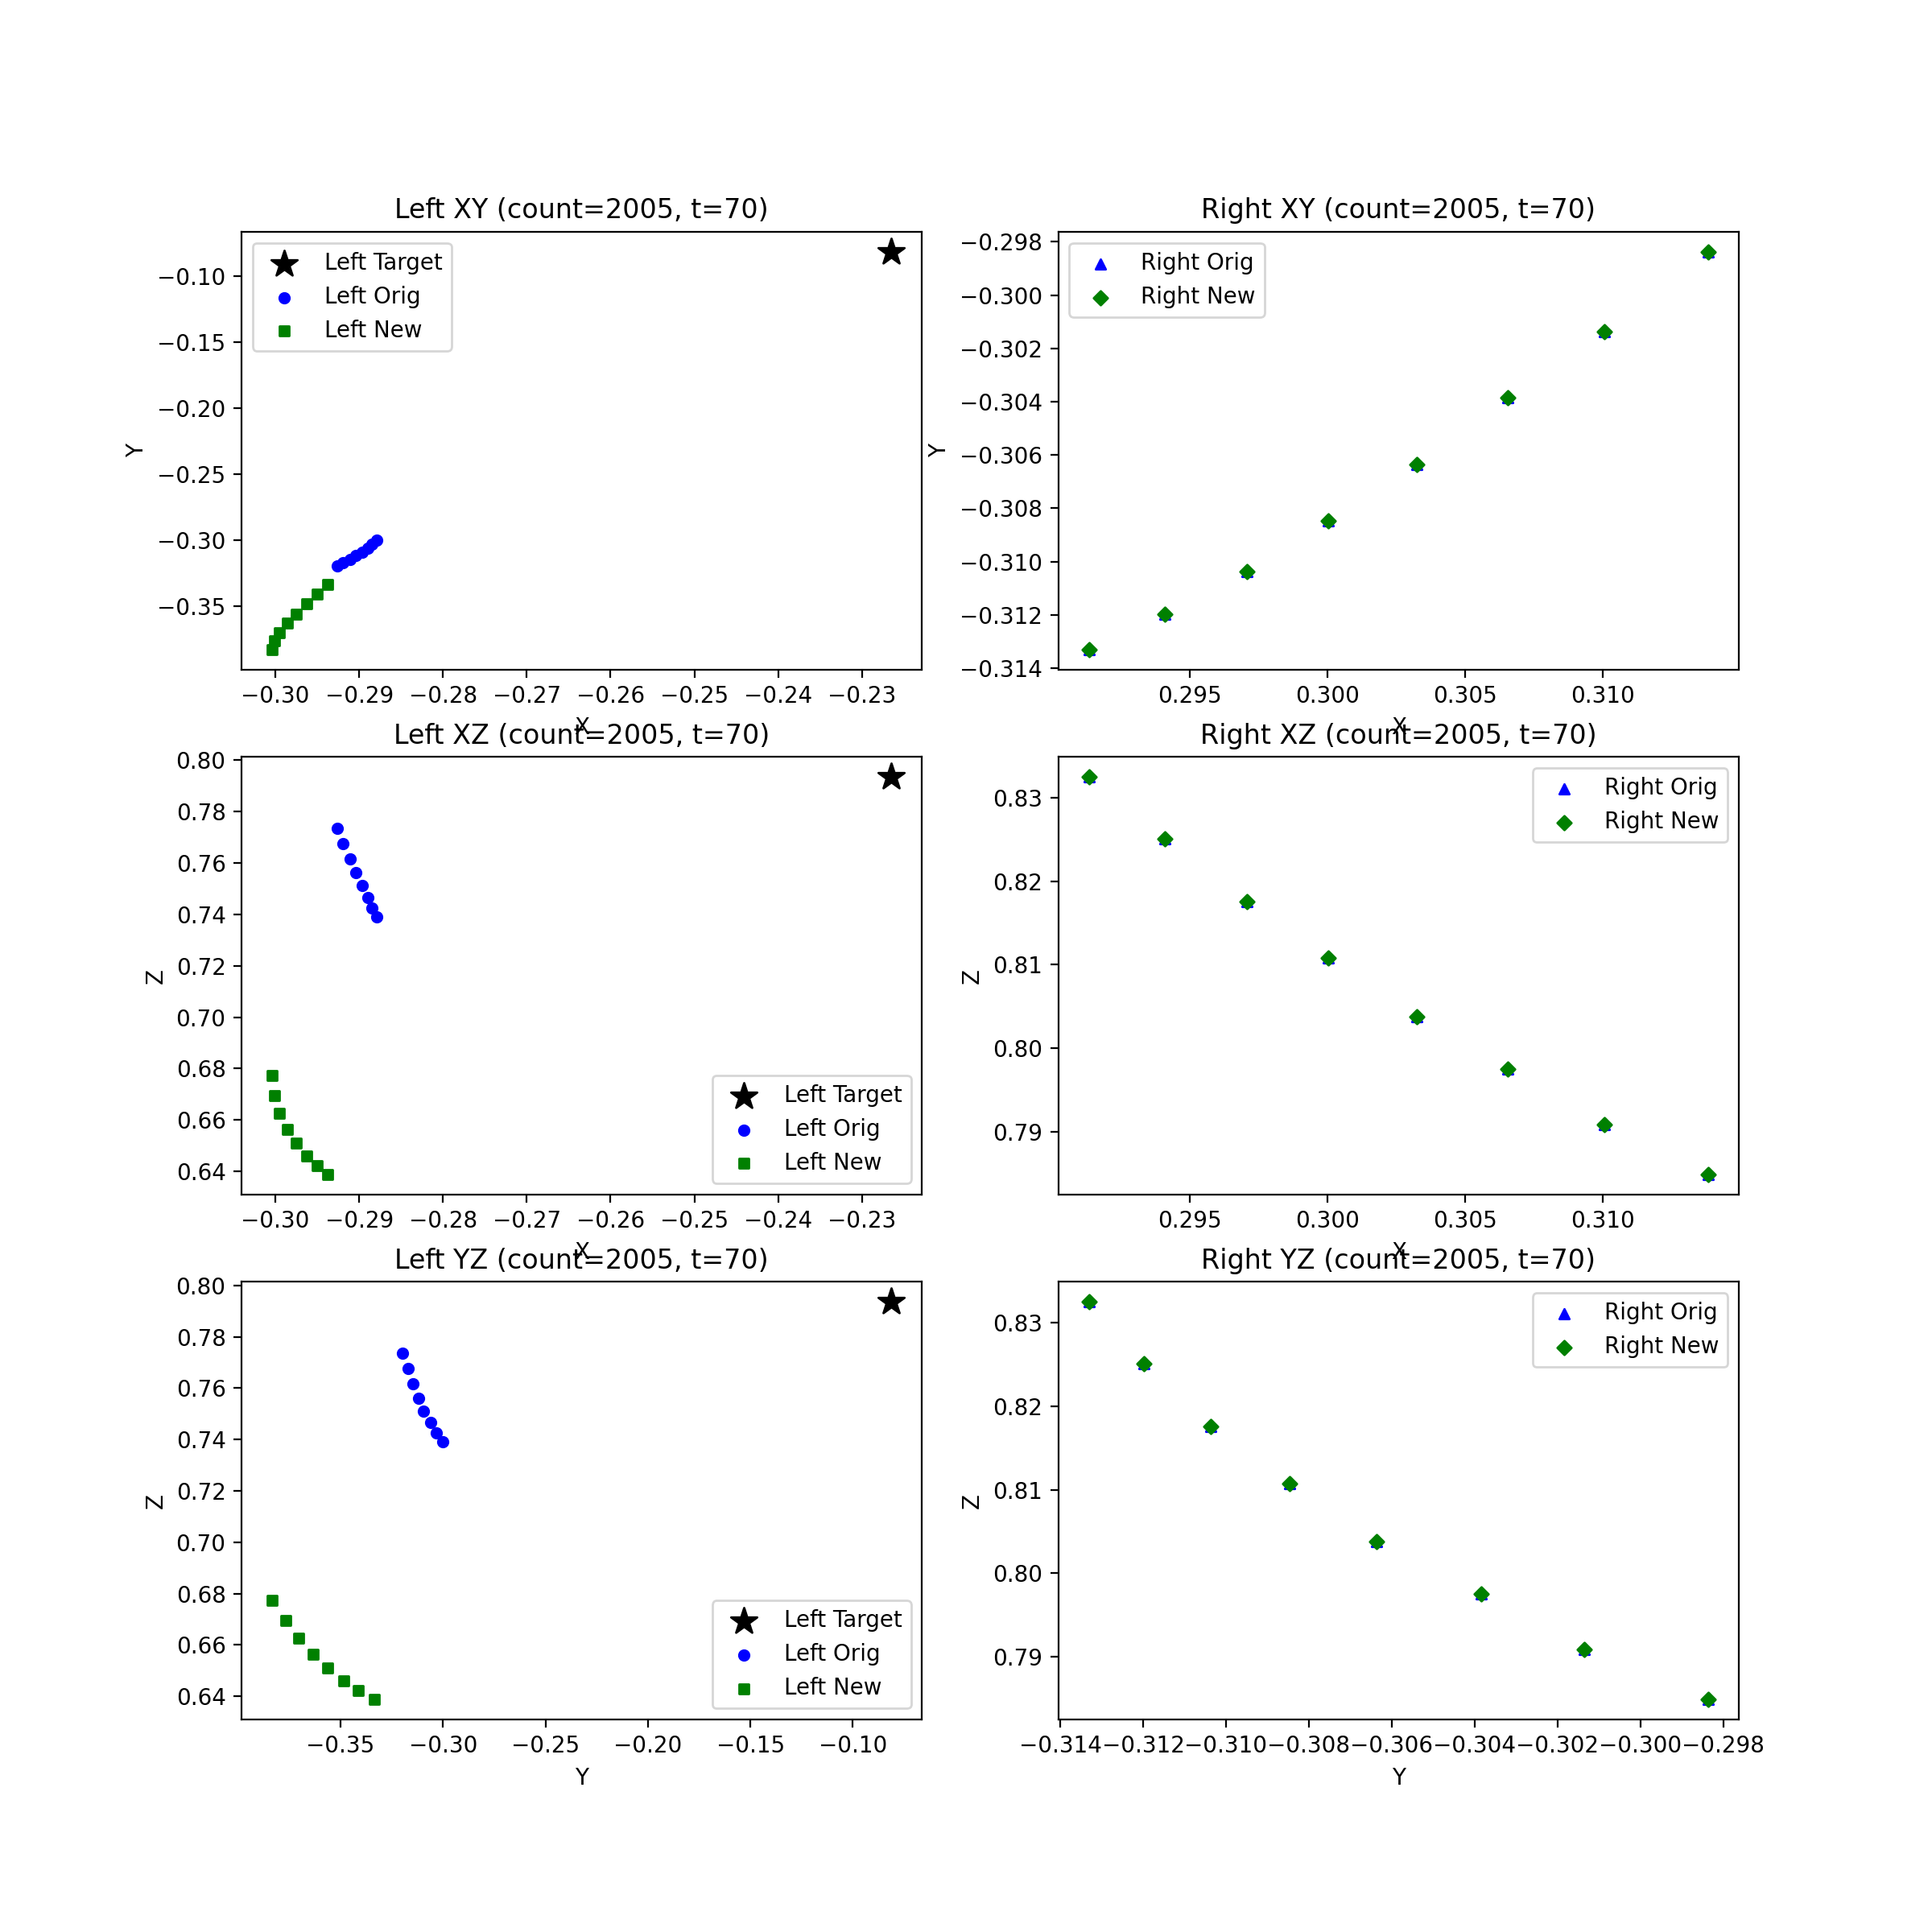 Left XY (count=2005, t=70)
Left Target
Left Orig
Left New
−0.10
−0.15
−0.20
−0.25
−0.30
−0.35
Y
−0.30 −0.29 −0.28 −0.27 −0.26 −0.25 −0.24 −0.23
X
Right XY (count=2005, t=70)
Right Orig
Right New
−0.298
−0.300
−0.302
−0.304
−0.306
−0.308
−0.310
−0.312
−0.314
Y
0.295 0.300 0.305 0.310
X
Left XZ (count=2005, t=70)
0.80
0.78
0.76
0.74
0.72
0.70
0.68
0.66
0.64
Z
Left Target
Left Orig
Left New
−0.30 −0.29 −0.28 −0.27 −0.26 −0.25 −0.24 −0.23
X
Right XZ (count=2005, t=70)
Right Orig
Right New
0.83
0.82
0.81
0.80
0.79
Z
0.295 0.300 0.305 0.310
X
Left YZ (count=2005, t=70)
0.80
0.78
0.76
0.74
0.72
0.70
0.68
0.66
0.64
Z
Left Target
Left Orig
Left New
−0.35 −0.30 −0.25 −0.20 −0.15 −0.10
Y
Right YZ (count=2005, t=70)
Right Orig
Right New
0.83
0.82
0.81
0.80
0.79
Z
−0.314 −0.312 −0.310 −0.308 −0.306 −0.304 −0.302 −0.300 −0.298
Y